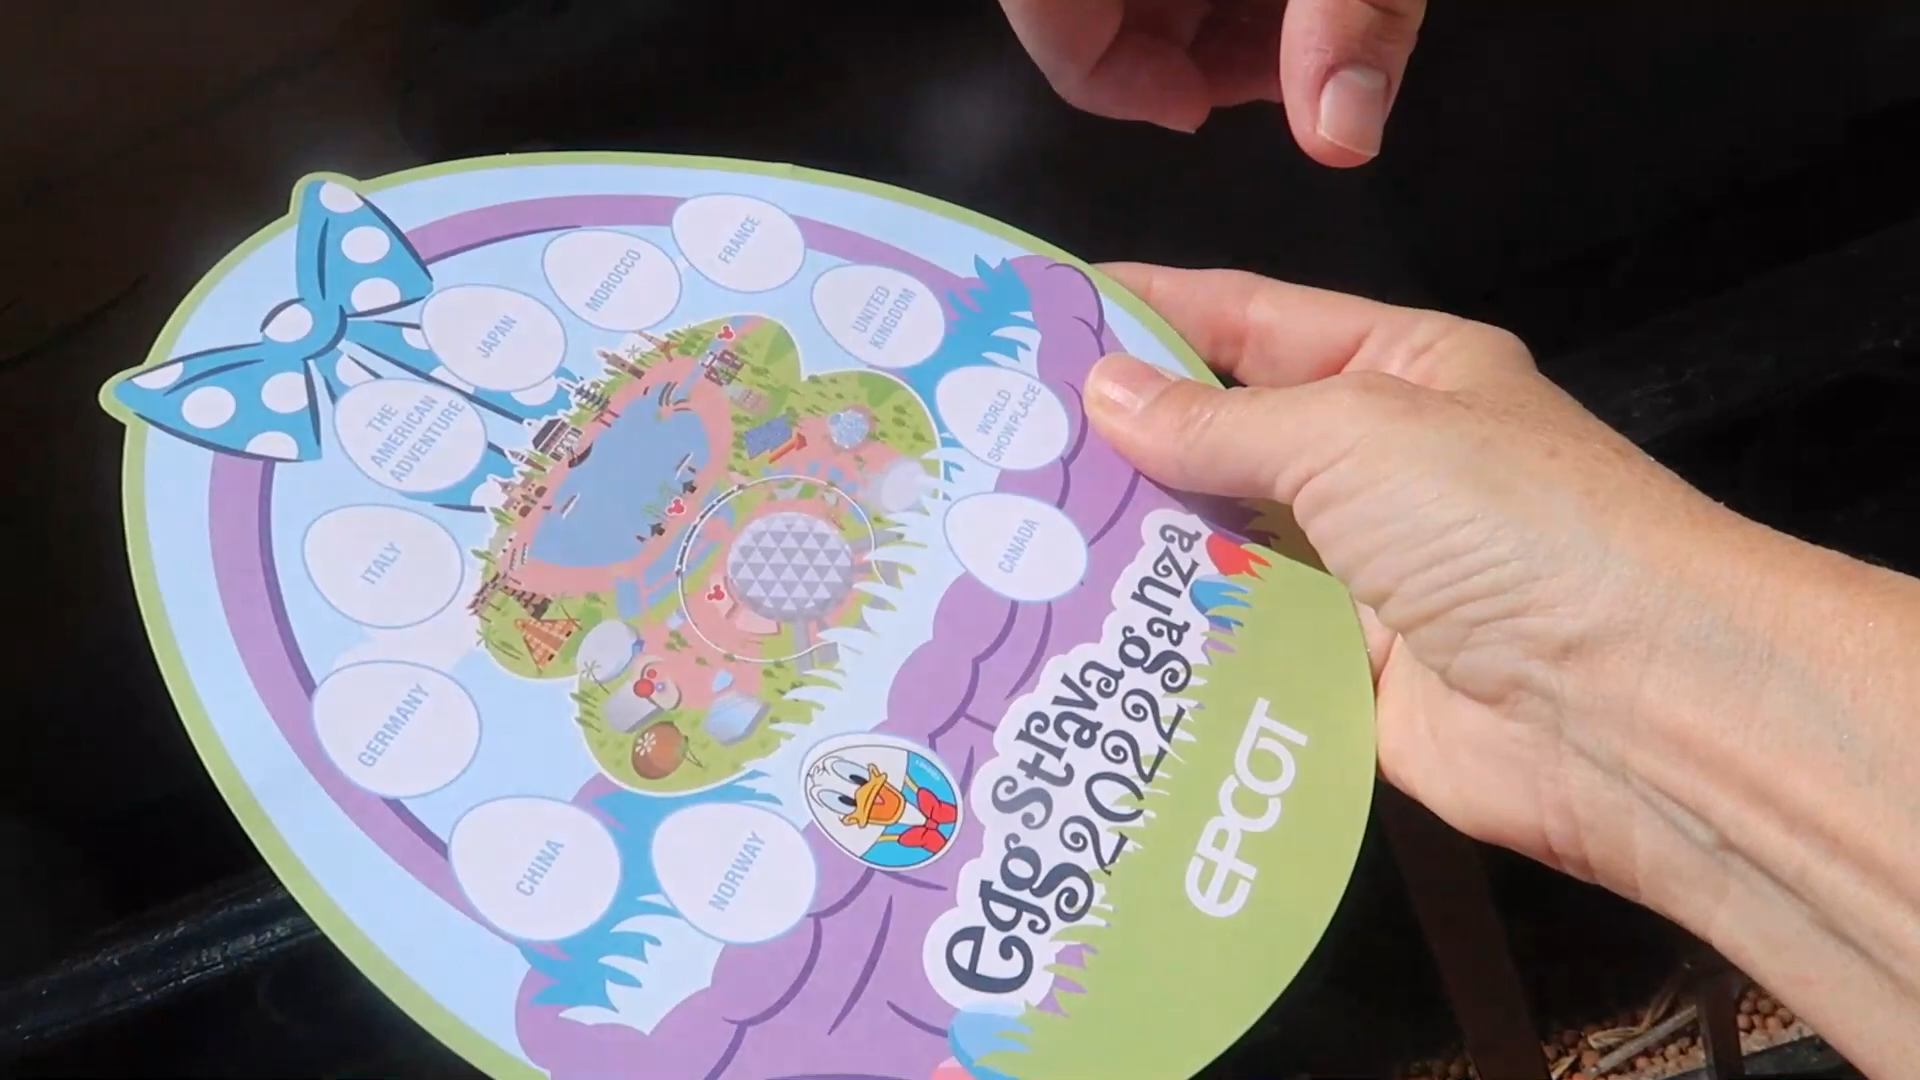 FRANCE
MOROCCO
UNITED
KINGDOM
JAPAN
WORLD
SHOWPLACE
THE
AMERICAN
ADVENTURE
CANADA
ITALY
GERMANY
CHINA
NORWAY
eggstravaganza
2022
EPCOT